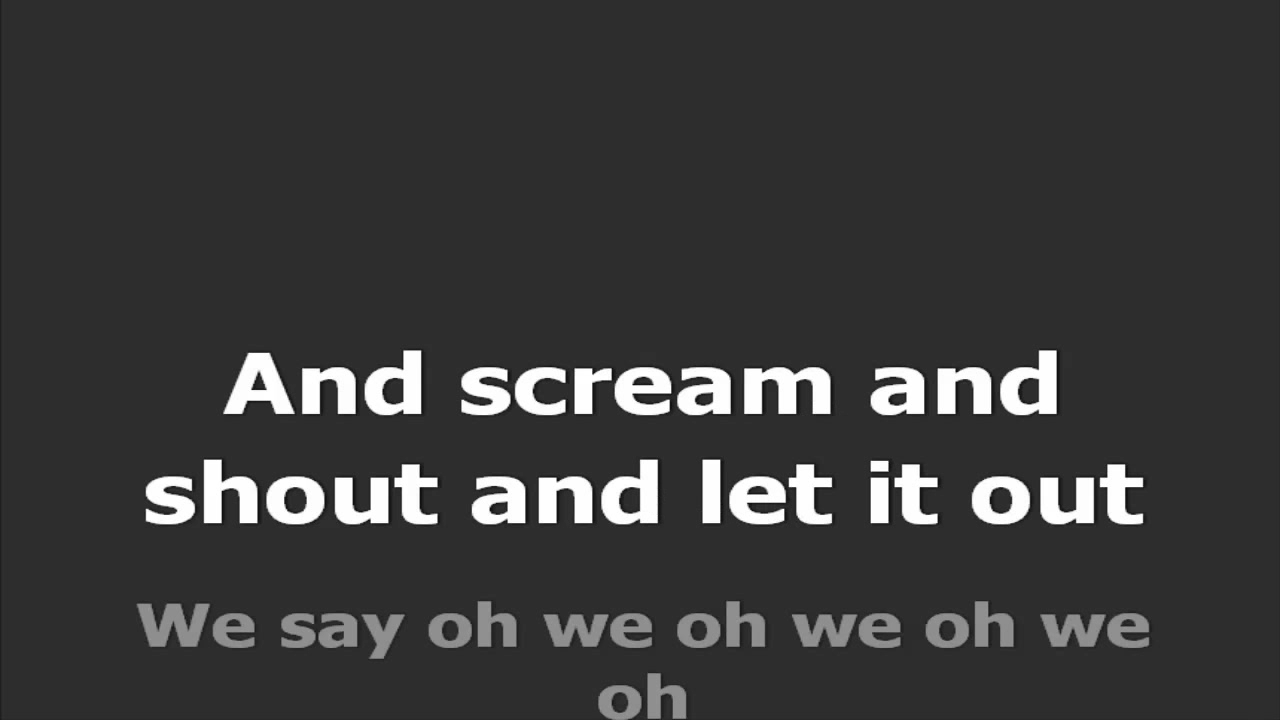 And scream and
shout and let it out
We say oh we oh we oh we
oh